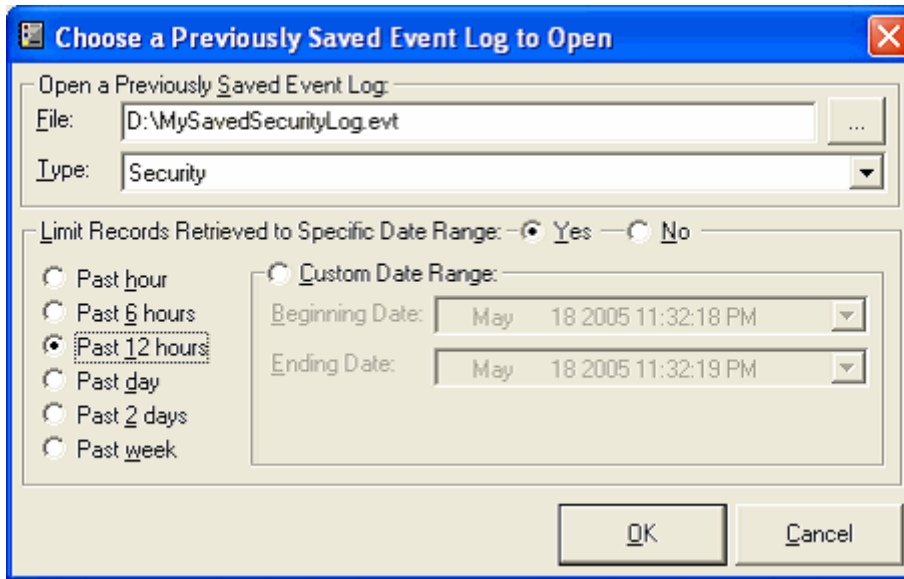 Choose a Previously Saved Event Log to Open
Open a Previously Saved Event Log:
File: D:\MySavedSecurityLog.evt ...
Type: Security
Limit Records Retrieved to Specific Date Range: Yes No
Past hour
Past 6 hours
Past 12 hours
Past day
Past 2 days
Past week
Custom Date Range:
Beginning Date: May 18 2005 11:32:18 PM
Ending Date: May 18 2005 11:32:19 PM
OK Cancel